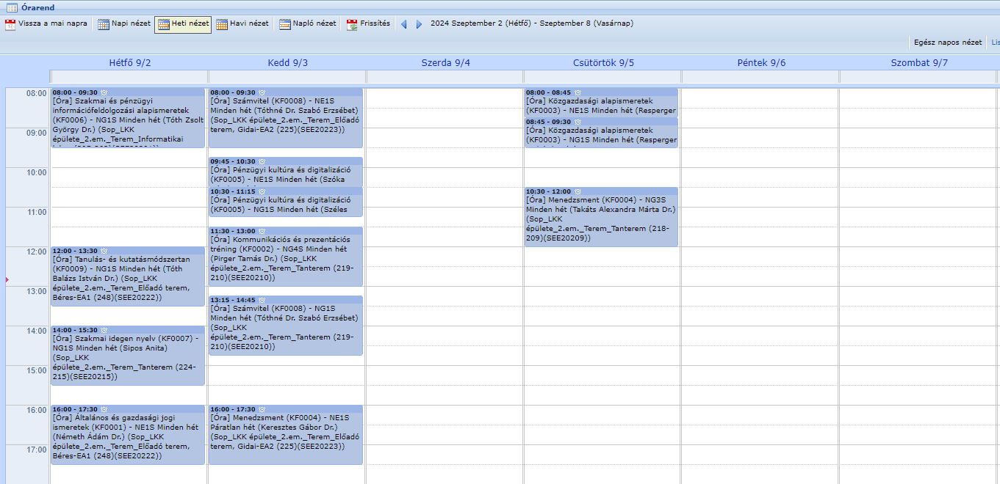 Órarend
Vissza a mai napra
Napi nézet
Heti nézet
Havi nézet
Napló nézet
Frissítés
2024 Szeptember 2 (Hétfő) - Szeptember 8 (Vasárnap)
Egész napos nézet
Lis
Hétfő 9/2
Kedd 9/3
Szerda 9/4
Csütörtök 9/5
Péntek 9/6
Szombat 9/7
08:00
09:00
10:00
11:00
12:00
13:00
14:00
15:00
16:00
17:00
08:00 - 09:30
[Óra] Szakmai és pénzügyi
információfeldolgozási alapismeretek
(KF0006) - NG1S Minden hét (Tóth Zsolt
György Dr.) (Sop_LKK
épülete_2.em._Terem_Informatikai
12:00 - 13:30
[Óra] Tanulás- és kutatásmódszertan
(KF0009) - NG1S Minden hét (Tóth
Balázs István Dr.) (Sop_LKK
épülete_2.em._Terem_Előadó terem,
Béres-EA1 (248)(SEE20222))
14:00 - 15:30
[Óra] Szakmai idegen nyelv (KF0007) -
NG1S Minden hét (Sipos Anita)
(Sop_LKK
épülete_2.em._Terem_Tanterem (224-
215)(SEE20215))
16:00 - 17:30
[Óra] Általános és gazdasági jogi
ismeretek (KF0001) - NE1S Minden hét
(Németh Ádám Dr.) (Sop_LKK
épülete_2.em._Terem_Előadó terem,
Béres-EA1 (248)(SEE20222))
08:00 - 09:30
[Óra] Számvitel (KF0008) - NE1S
Minden hét (Tóthné Dr. Szabó Erzsébet)
(Sop_LKK épülete_2.em._Terem_Előadó
terem, Gidai-EA2 (225)(SEE20223))
09:45 - 10:30
[Óra] Pénzügyi kultúra és digitalizáció
(KF0005) - NE1S Minden hét (Szóka
10:30 - 11:15
[Óra] Pénzügyi kultúra és digitalizáció
(KF0005) - NG1S Minden hét (Széles
11:30 - 13:00
[Óra] Kommunikációs és prezentációs
tréning (KF0002) - NG4S Minden hét
(Pirger Tamás Dr.) (Sop_LKK
épülete_2.em._Terem_Tanterem (219-
210)(SEE20210))
13:15 - 14:45
[Óra] Számvitel (KF0008) - NG1S
Minden hét (Tóthné Dr. Szabó Erzsébet)
(Sop_LKK
épülete_2.em._Terem_Tanterem (219-
210)(SEE20210))
16:00 - 17:30
[Óra] Menedzsment (KF0004) - NE1S
Páratlan hét (Keresztes Gábor Dr.)
(Sop_LKK épülete_2.em._Terem_Előadó
terem, Gidai-EA2 (225)(SEE20223))
08:00 - 08:45
[Óra] Közgazdasági alapismeretek
(KF0003) - NE1S Minden hét (Resperger
08:45 - 09:30
[Óra] Közgazdasági alapismeretek
(KF0003) - NG1S Minden hét (Resperger
10:30 - 12:00
[Óra] Menedzsment (KF0004) - NG3S
Minden hét (Takáts Alexandra Márta Dr.)
(Sop_LKK
épülete_2.em._Terem_Tanterem (218-
209)(SEE20209))